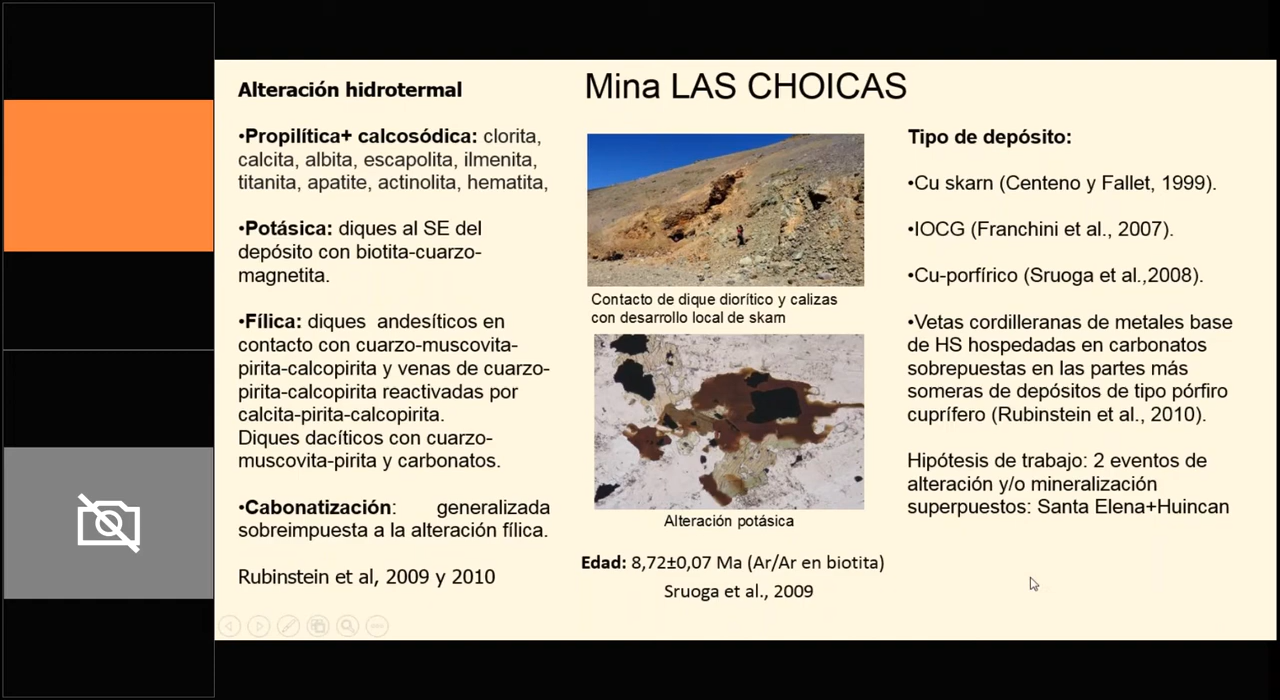 Mina LAS CHOICAS
Alteración hidrotermal
•Propilítica+ calcosódica: clorita,
calcita, albita, escapolita, ilmenita,
titanita, apatite, actinolita, hematita,
•Potásica: diques al SE del
depósito con biotita-cuarzo-
magnetita.
•Fílica: diques andesíticos en
contacto con cuarzo-muscovita-
pirita-calcopirita y venas de cuarzo-
pirita-calcopirita reactivadas por
calcita-pirita-calcopirita.
Diques dacíticos con cuarzo-
muscovita-pirita y carbonatos.
•Cabonatización: generalizada
sobreimpuesta a la alteración fílica.
Rubinstein et al, 2009 y 2010
Contacto de dique diorítico y calizas
con desarrollo local de skarn
Alteración potásica
Edad: 8,72±0,07 Ma (Ar/Ar en biotita)
Sruoga et al., 2009
Tipo de depósito:
•Cu skarn (Centeno y Fallet, 1999).
•IOCG (Franchini et al., 2007).
•Cu-porfírico (Sruoga et al.,2008).
•Vetas cordilleranas de metales base
de HS hospedadas en carbonatos
sobrepuestas en las partes más
someras de depósitos de tipo pórfiro
cuprífero (Rubinstein et al., 2010).
Hipótesis de trabajo: 2 eventos de
alteración y/o mineralización
superpuestos: Santa Elena+Huincan